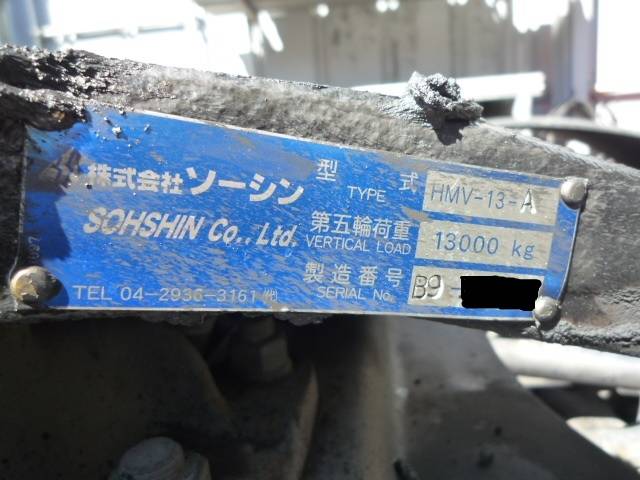 株式会社 ソーシン
SOHSHIN Co., Ltd.
TEL 04-2936-3161 ㈹
型 式 HMV-13-A
TYPE
第五輪荷重 13000 kg
VERTICAL LOAD
製造番号 B9
SERIAL No.